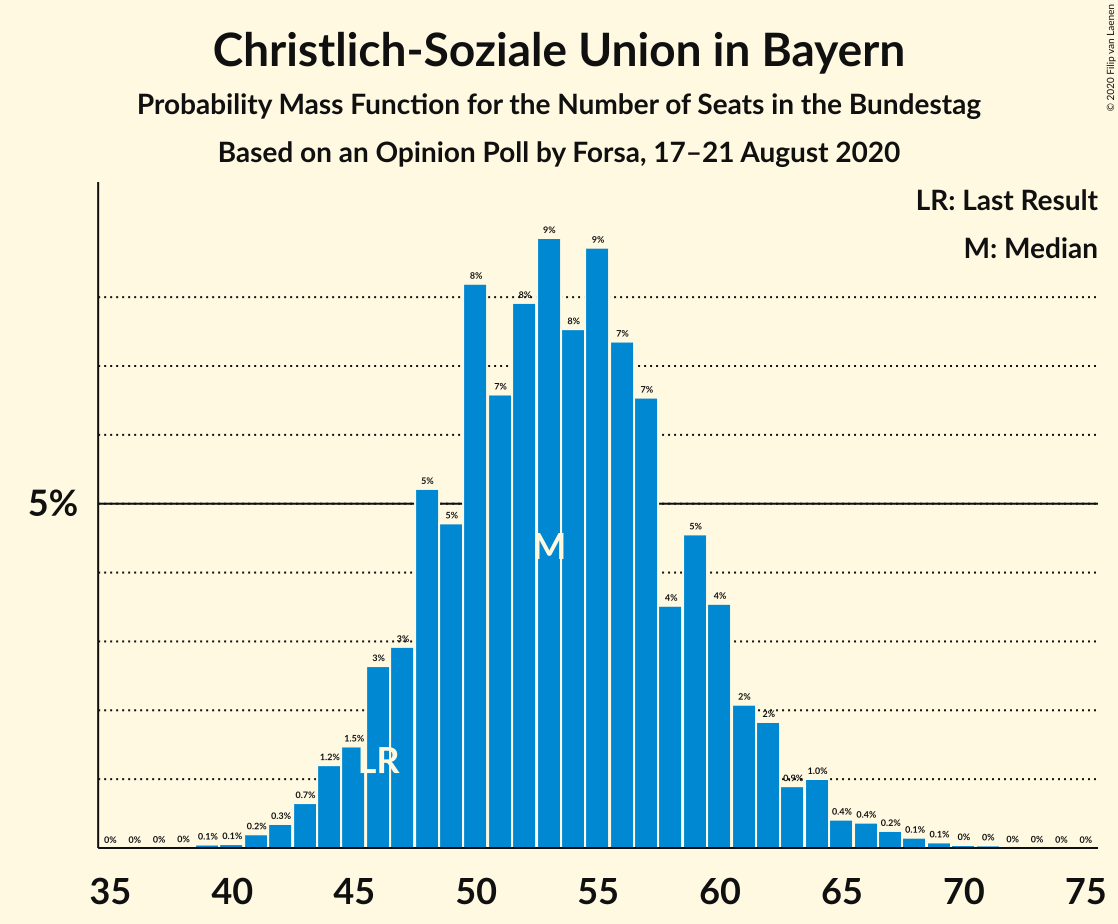 Christlich-Soziale Union in Bayern
Probability Mass Function for the Number of Seats in the Bundestag
Based on an Opinion Poll by Forsa, 17–21 August 2020
© 2020 Filip van Laenen
LR: Last Result
M: Median
5%
0% 0% 0% 0% 0.1% 0.1% 0.2% 0.3% 0.7% 1.2% 1.5% 3% 3% 5% 5% 8% 7% 8% 9% 8% 9% 7% 7% 4% 5% 4% 2% 2% 0.9% 1.0% 0.4% 0.4% 0.2% 0.1% 0.1% 0% 0% 0% 0% 0% 0%
M
LR
35 40 45 50 55 60 65 70 75